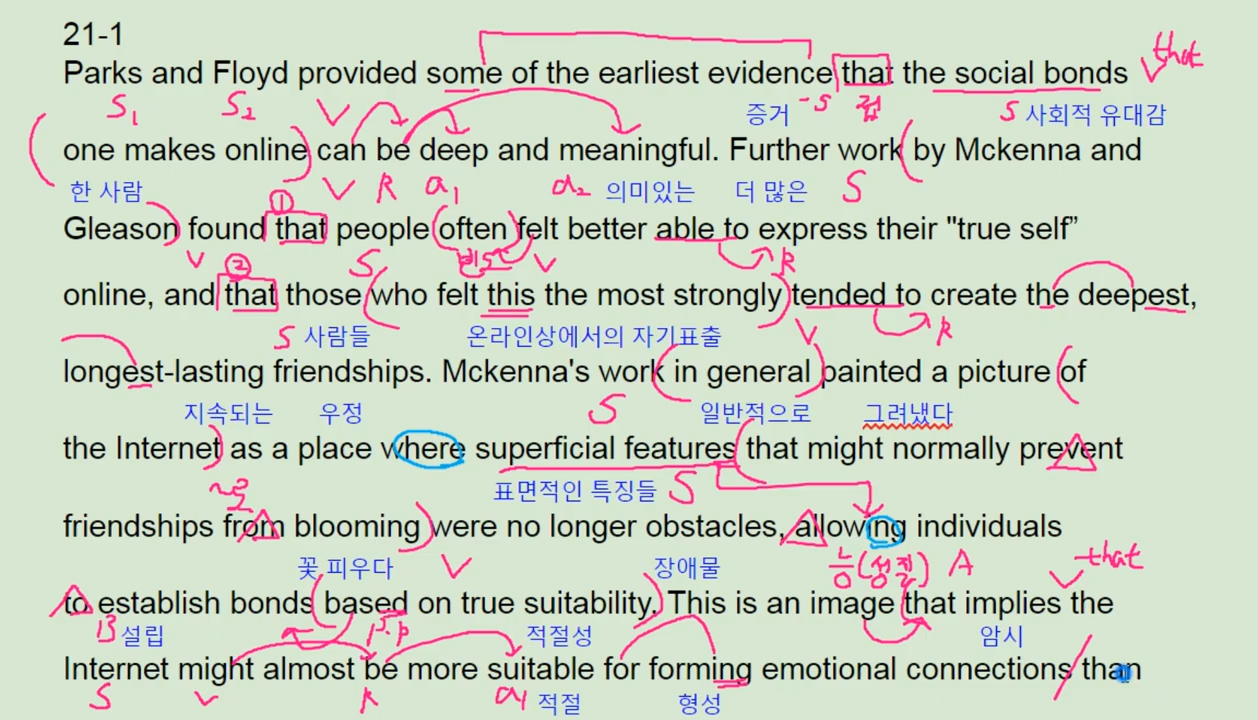 21-1
that
Parks and Floyd provided some of the earliest evidence that the social bonds
S1 S2 V 증거 -s 접 S 사회적 유대감
one makes online can be deep and meaningful. Further work by Mckenna and
한 사람 V R a1 a2 의미있는 더 많은 S
①
Gleason found that people often felt better able to express their "true self”
V S 빈도 V R
②
online, and that those who felt this the most strongly tended to create the deepest,
S 사람들 온라인상에서의 자기표출 V R
longest-lasting friendships. Mckenna's work in general painted a picture of
지속되는 우정 S 일반적으로 그려냈다
the Internet as a place where superficial features that might normally prevent
표면적인 특징들 S
friendships from blooming were no longer obstacles, allowing individuals
꽃 피우다 V 장애물 능(성질) A that
to establish bonds based on true suitability. This is an image that implies the
B 설립 p.p 적절성 암시
Internet might almost be more suitable for forming emotional connections than
S V R a1 적절 형성